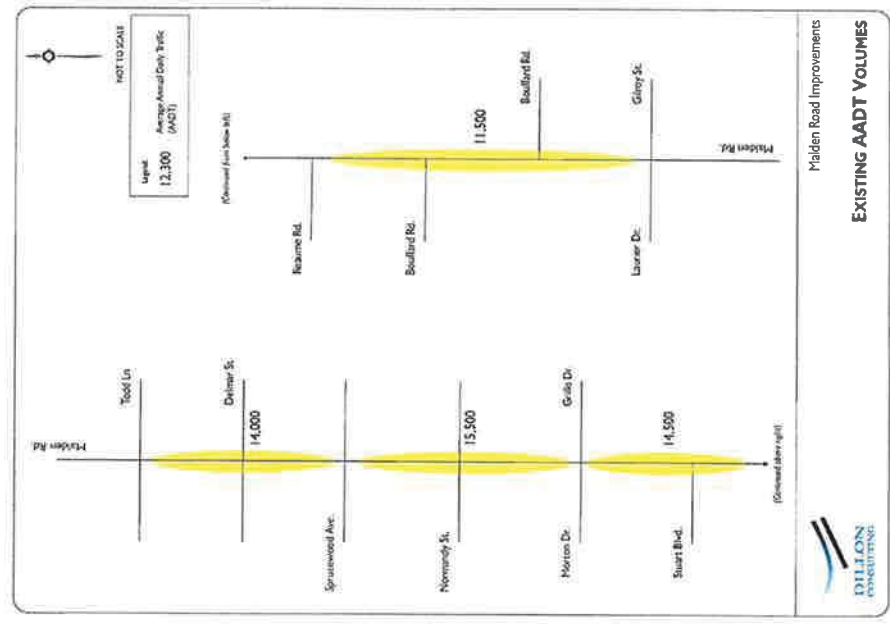 NOT TO SCALE
Legend
12,300 Average Annual Daily Traffic
(AADT)
Malden Rd.
Todd Ln
Delmar St.
14,000
Sprucewood Ave.
Normandy St.
15,500
Morton Dr.
Grillo Dr.
14,500
Stuart Blvd.
(Continued above right)
(Continued from below left)
Reaume Rd.
11,500
Bouffard Rd.
Bouffard Rd.
Laurier Dr.
Gilroy St.
Malden Rd.
DILLON
CONSULTING
Malden Road Improvements
EXISTING AADT VOLUMES